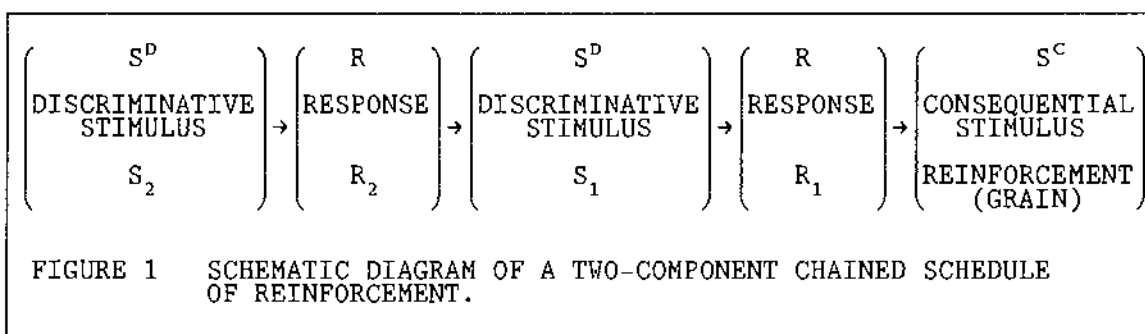 S^D R S^D R S^C
DISCRIMINATIVE RESPONSE DISCRIMINATIVE RESPONSE CONSEQUENTIAL
STIMULUS → → STIMULUS → → STIMULUS
S_2 R_2 S_1 R_1 REINFORCEMENT
(GRAIN)
FIGURE 1 SCHEMATIC DIAGRAM OF A TWO-COMPONENT CHAINED SCHEDULE
OF REINFORCEMENT.